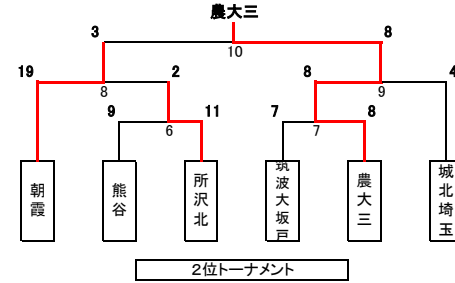 農大三
3 8
10
19 2 8 4
8 9
9 11 7 8
6 7
朝霞
熊谷
所沢北
筑波大坂戸
農大三
城北埼玉
2位トーナメント